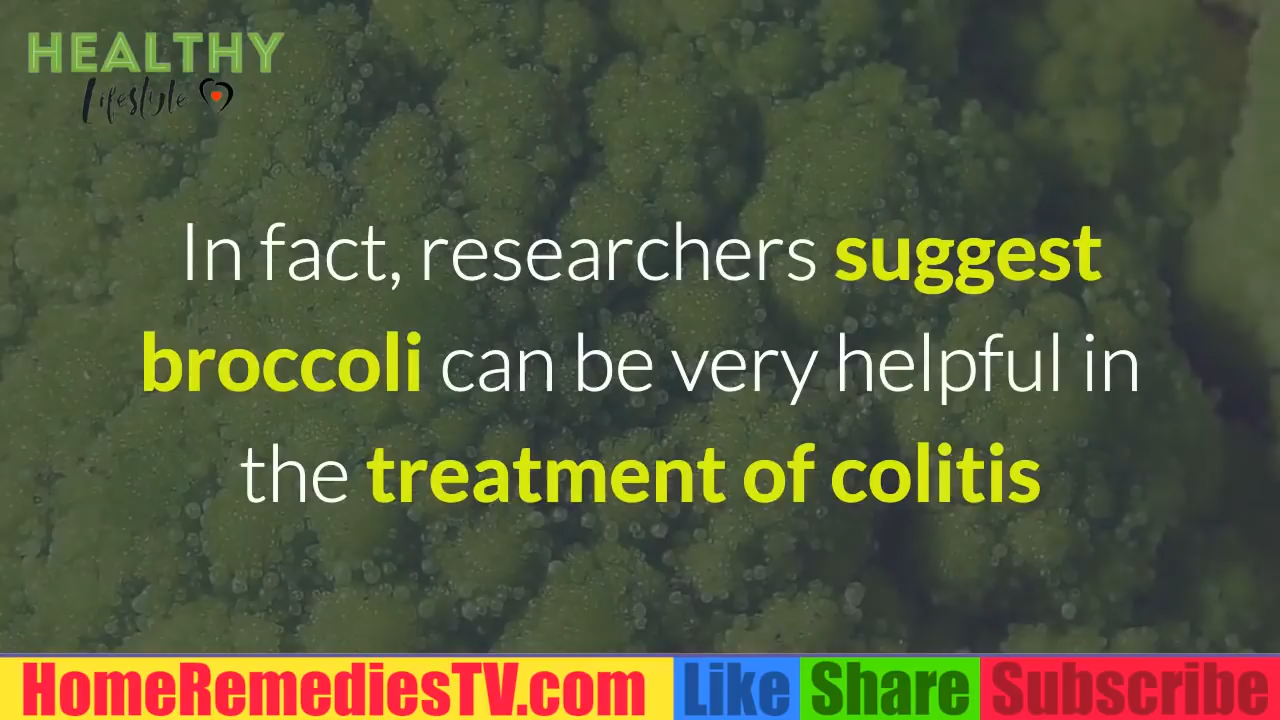 HEALTHY
Lifestyle
In fact, researchers suggest
broccoli can be very helpful in
the treatment of colitis
HomeRemediesTV.com Like Share Subscribe